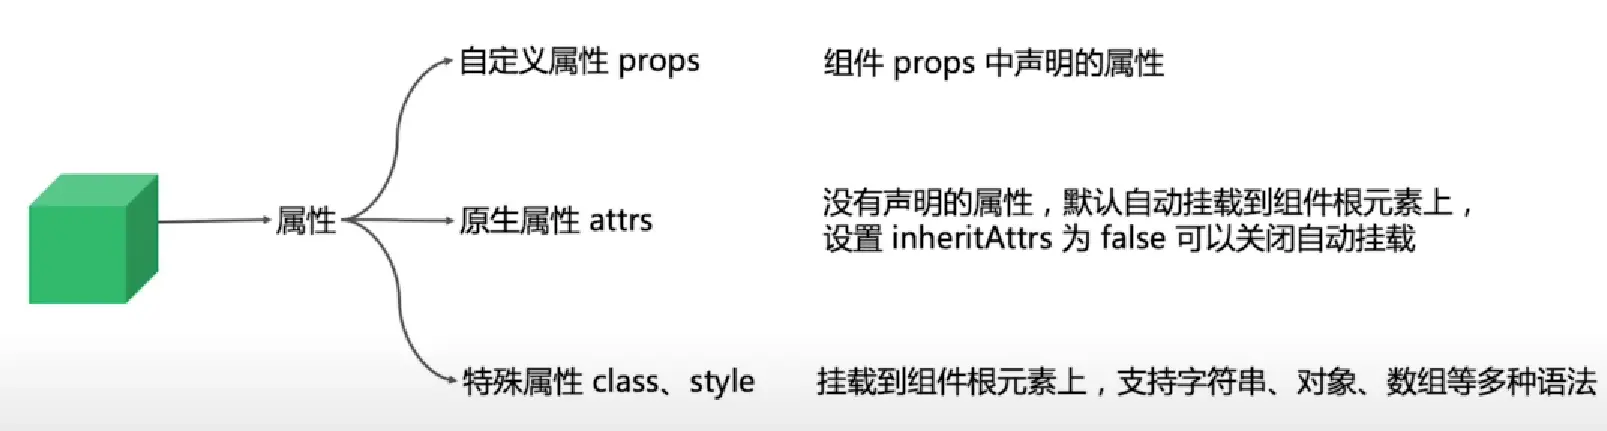 自定义属性 props
组件 props 中声明的属性
属性
原生属性 attrs
没有声明的属性，默认自动挂载到组件根元素上，
设置 inheritAttrs 为 false 可以关闭自动挂载
特殊属性 class、style
挂载到组件根元素上，支持字符串、对象、数组等多种语法